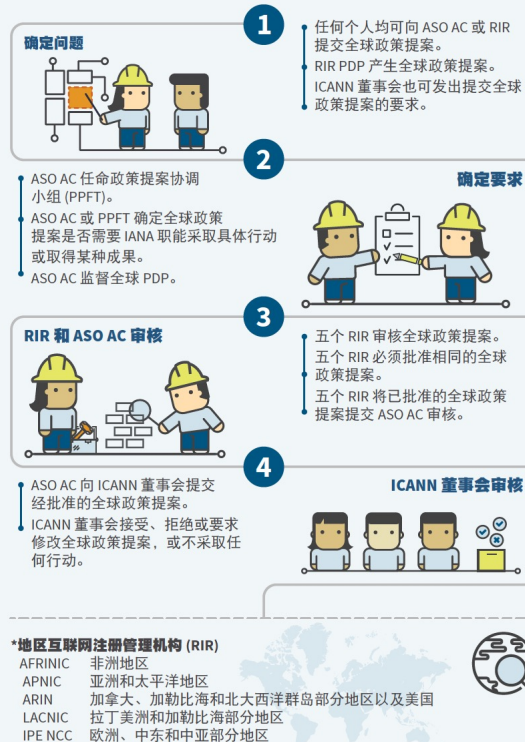 1
确定问题
任何个人均可向 ASO AC 或 RIR
提交全球政策提案。
RIR PDP 产生全球政策提案。
ICANN 董事会也可发出提交全球
政策提案的要求。
2
确定要求
ASO AC 任命政策提案协调
小组 (PPFT)。
ASO AC 或 PPFT 确定全球政策
提案是否需要 IANA 职能采取具体行动
或取得某种成果。
ASO AC 监督全球 PDP。
3
RIR 和 ASO AC 审核
五个 RIR 审核全球政策提案。
五个 RIR 必须批准相同的全球
政策提案。
五个 RIR 将已批准的全球政策
提案提交 ASO AC 审核。
4
ICANN 董事会审核
ASO AC 向 ICANN 董事会提交
经批准的全球政策提案。
ICANN 董事会接受、拒绝或要求
修改全球政策提案，或不采取任
何行动。
*地区互联网注册管理机构 (RIR)
AFRINIC 非洲地区
APNIC 亚洲和太平洋地区
ARIN 加拿大、加勒比海和北大西洋群岛部分地区以及美国
LACNIC 拉丁美洲和加勒比海部分地区
IPE NCC 欧洲、中东和中亚部分地区